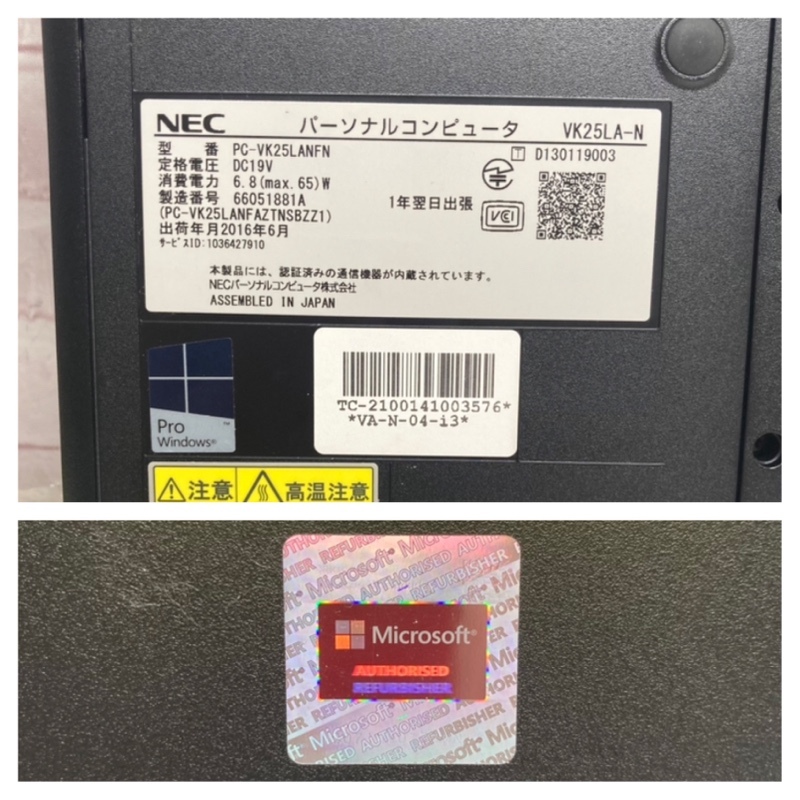 NEC パーソナルコンピュータ VK25LA-N
型 番 PC-VK25LANFN
定格電圧 DC19V
消費電力 6.8(max.65)W
製造番号 66051881A
(PC-VK25LANFAZTNSBZZ1)
出荷年月2016年6月
ｻｰﾋﾞｽID:1036427910
T D130119003
1年翌日出張
VCI
本製品には、認証済みの通信機器が内蔵されています。
NECパーソナルコンピュータ株式会社
ASSEMBLED IN JAPAN
Pro
Windows®
TC-2100141003576*
*VA-N-04-i3*
注意
高温注意
Microsoft®
AUTHORISED
REFURBISHER